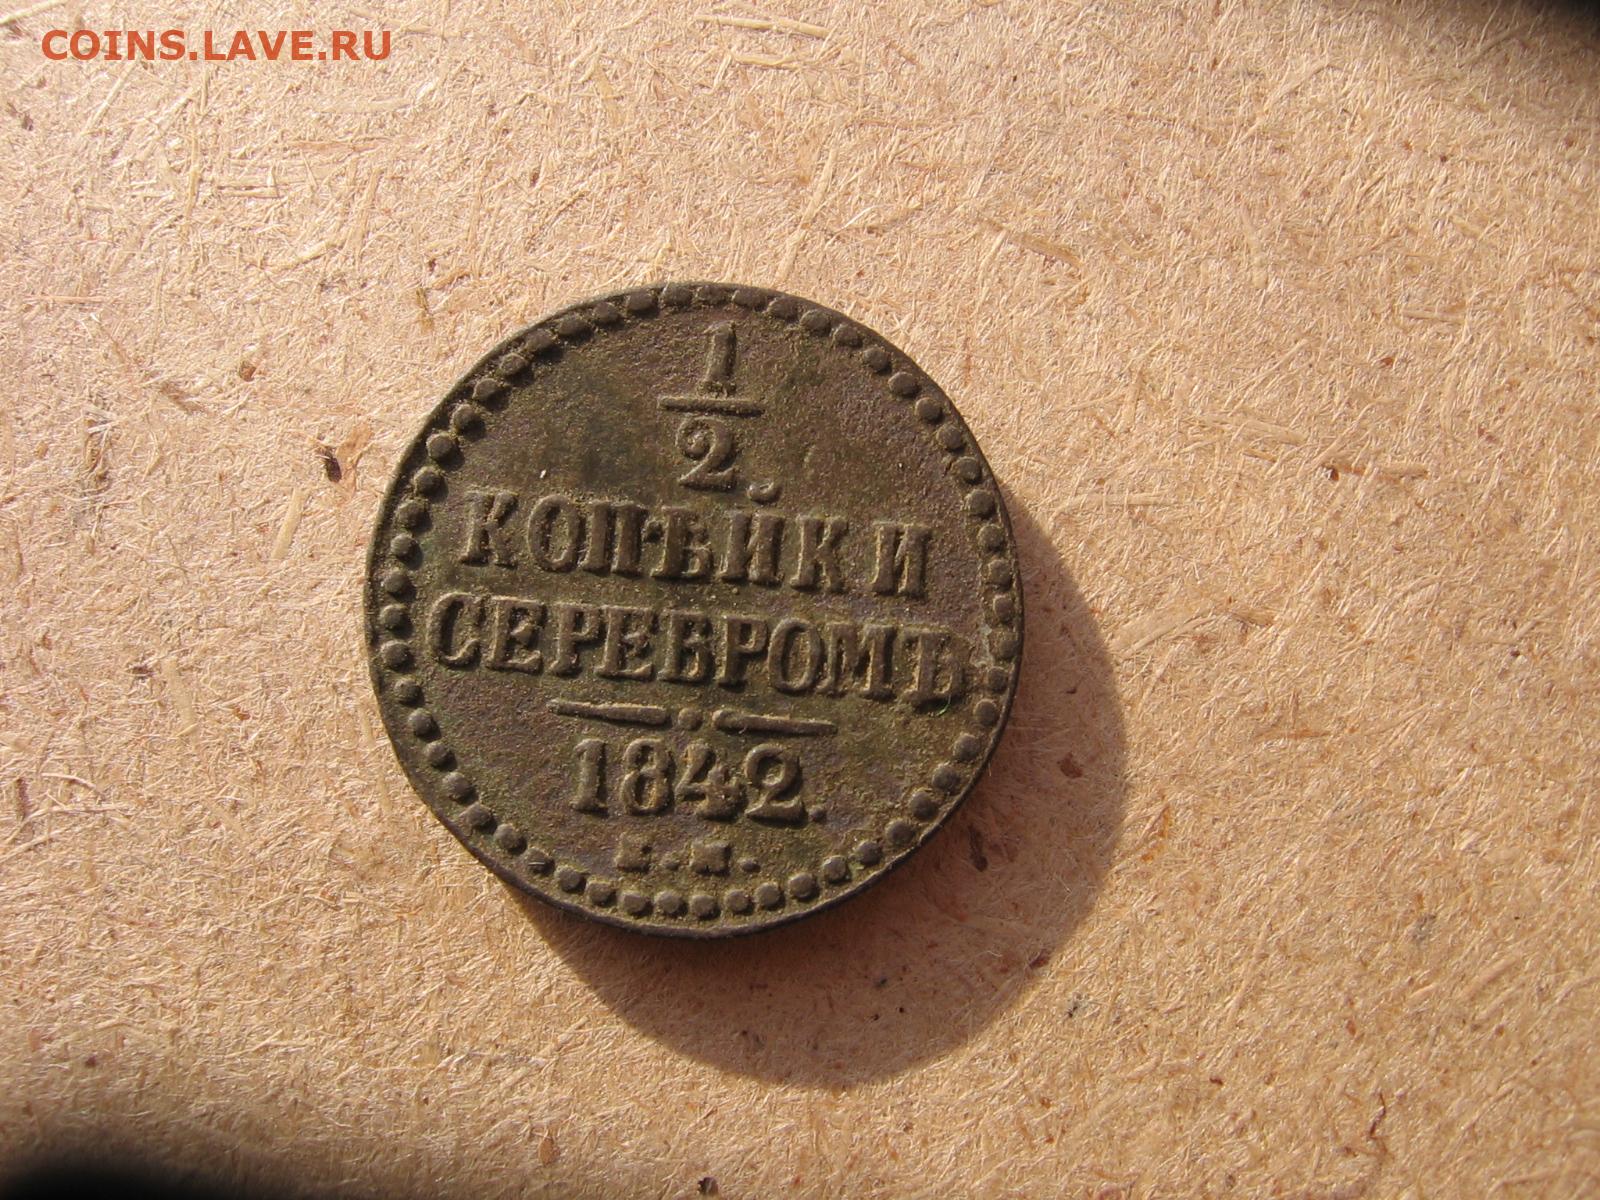 COINS.LAVE.RU
1
2.
КОПѢЙКИ
СЕРЕБРОМЪ
1842.